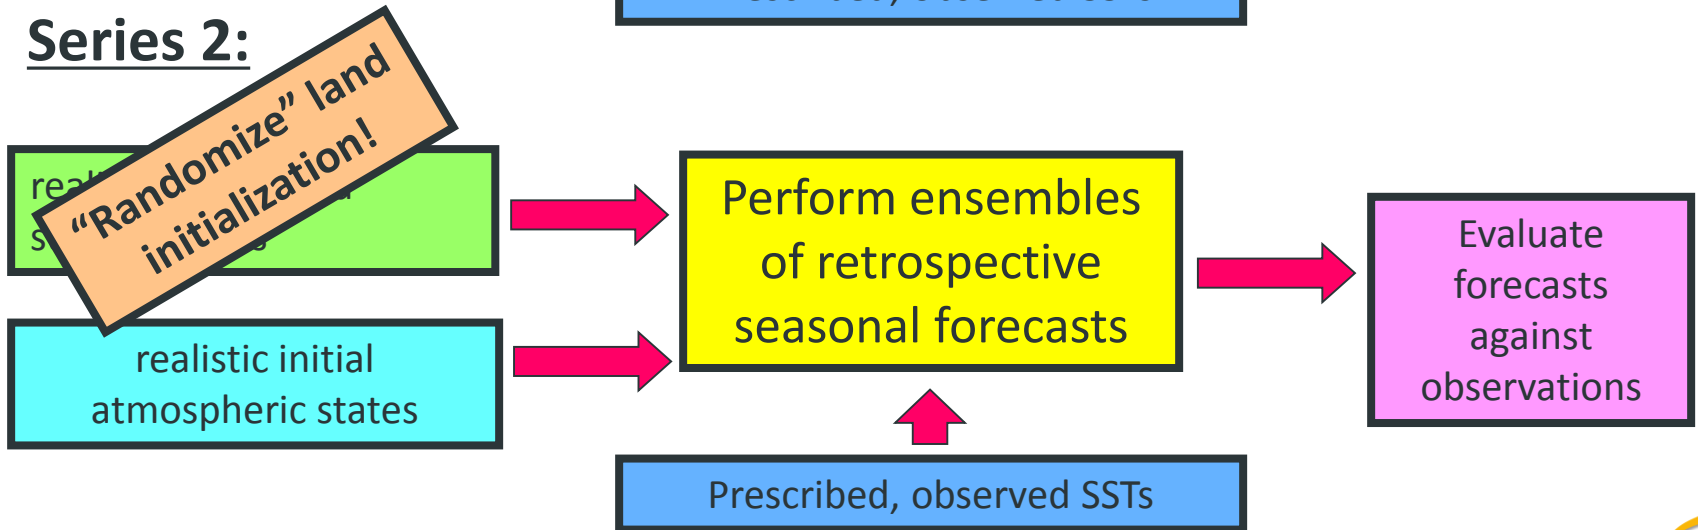 Series 2:
“Randomize” land
initialization!
realistic initial
atmospheric states
Perform ensembles
of retrospective
seasonal forecasts
Evaluate
forecasts
against
observations
Prescribed, observed SSTs